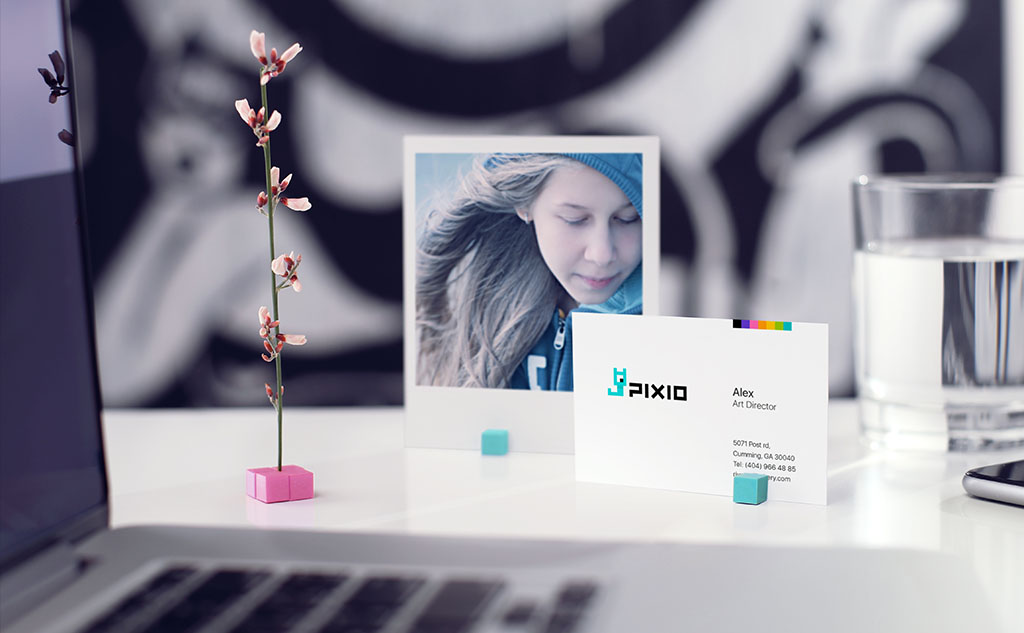 PIXIO
Alex
Art Director
5071 Post rd,
Cumming, GA 30040
Tel: (404) 966 48 85